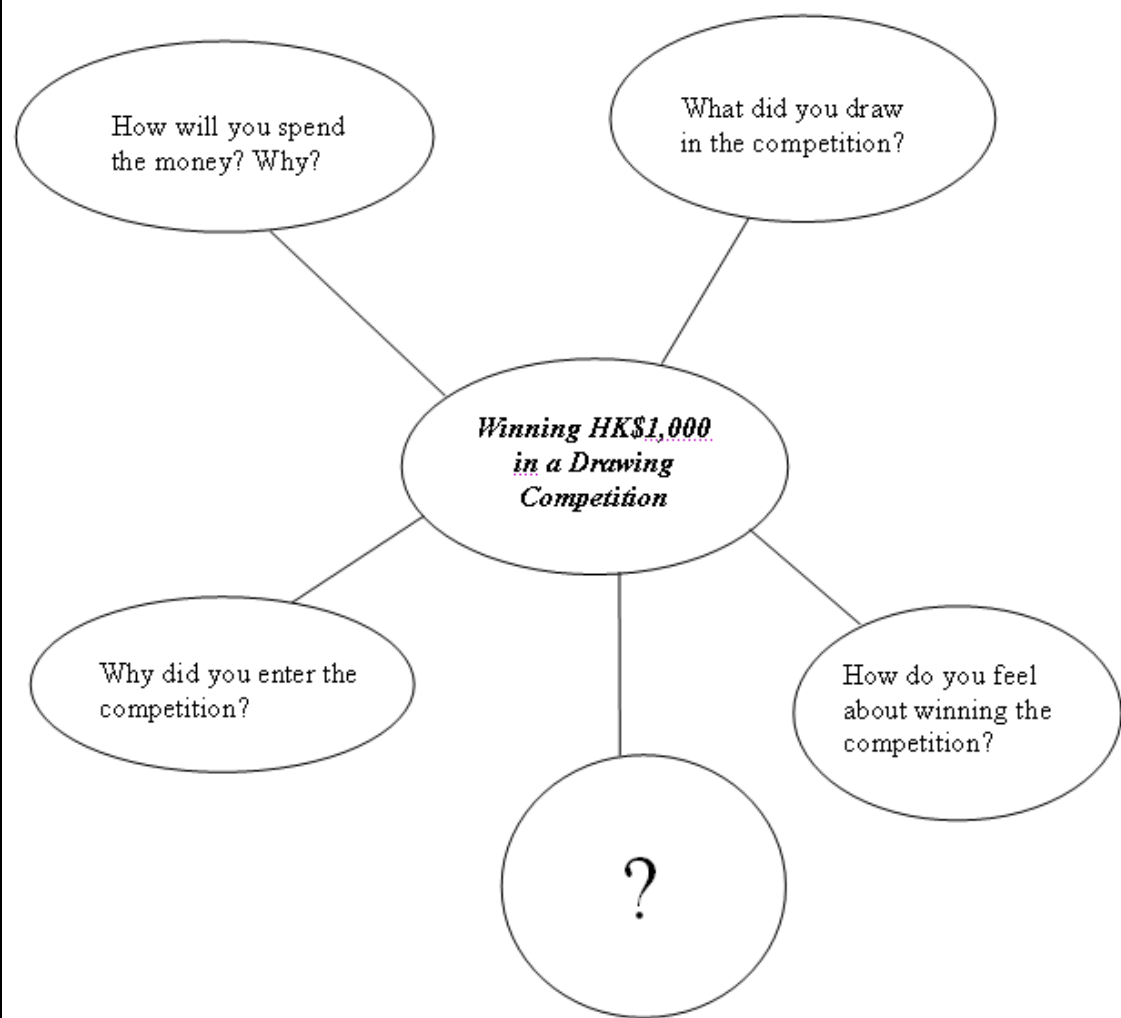 How will you spend
the money? Why?
What did you draw
in the competition?
Winning HK$1,000
in a Drawing
Competition
Why did you enter the
competition?
How do you feel
about winning the
competition?
?